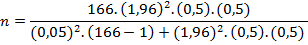 n = 166.(1,96)².(0,5).(0,5) / (0,05)².(166 − 1) + (1,96)².(0,5).(0,5)